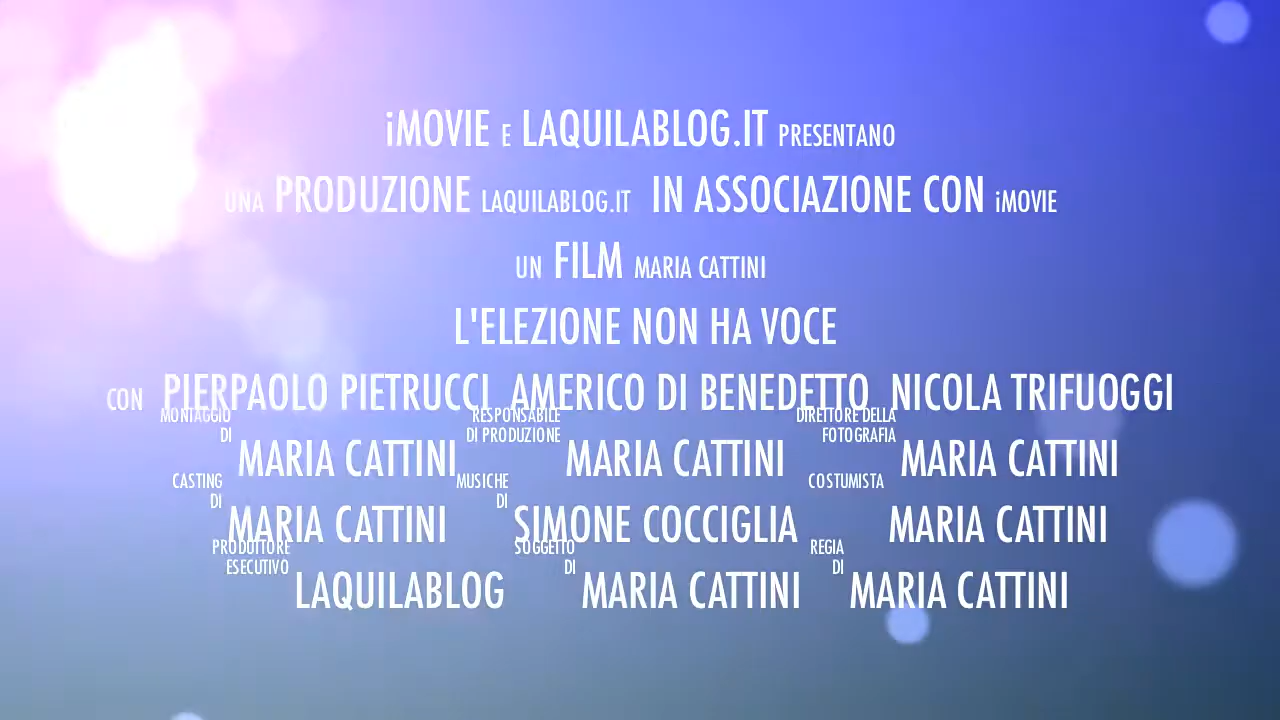 iMOVIE E LAQUILABLOG.IT PRESENTANO
UNA PRODUZIONE LAQUILABLOG.IT IN ASSOCIAZIONE CON iMOVIE
UN FILM MARIA CATTINI
L'ELEZIONE NON HA VOCE
CON PIERPAOLO PIETRUCCI AMERICO DI BENEDETTO NICOLA TRIFUOGGI
MONTAGGIO DI MARIA CATTINI RESPONSABILE DI PRODUZIONE MARIA CATTINI DIRETTORE DELLA FOTOGRAFIA MARIA CATTINI
CASTING DI MARIA CATTINI MUSICHE DI SIMONE COCCIGLIA COSTUMISTA MARIA CATTINI
PRODUTTORE ESECUTIVO LAQUILABLOG SOGGETTO DI MARIA CATTINI REGIA DI MARIA CATTINI